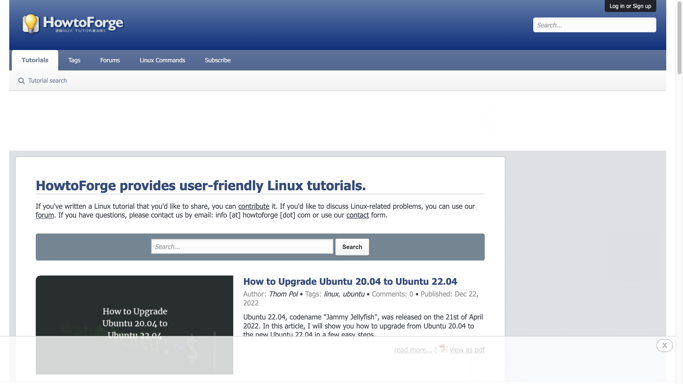 Log in or Sign up
HowtoForge
LINUX TUTORIALS
Search...
Tutorials
Tags
Forums
Linux Commands
Subscribe
Tutorial search
HowtoForge provides user-friendly Linux tutorials.
If you've written a Linux tutorial that you'd like to share, you can contribute it. If you'd like to discuss Linux-related problems, you can use our
forum. If you have questions, please contact us by email: info [at] howtoforge [dot] com or use our contact form.
Search...
Search
How to Upgrade
Ubuntu 20.04 to
Ubuntu 22.04
How to Upgrade Ubuntu 20.04 to Ubuntu 22.04
Author: Thom Pol • Tags: linux, ubuntu • Comments: 0 • Published: Dec 22,
2022
Ubuntu 22.04, codename "Jammy Jellyfish", was released on the 21st of April
2022. In this article, I will show you how to upgrade from Ubuntu 20.04 to
the new Ubuntu 22.04 in a few easy steps.
read more... | view as pdf
X